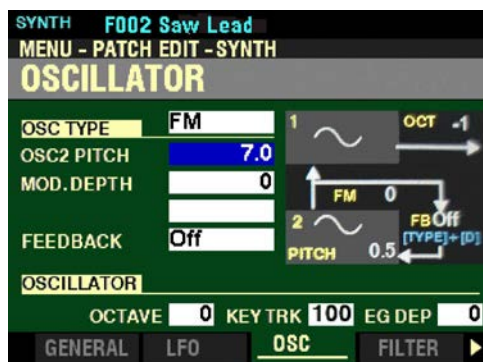 SYNTH F002 Saw Lead
MENU - PATCH EDIT - SYNTH
OSCILLATOR
OSC TYPE FM
OSC2 PITCH 7.0
MOD.DEPTH 0
FEEDBACK Off
1 OCT -1
FM 0
2 FB Off
[TYPE]+[D]
PITCH 0.5
OSCILLATOR
OCTAVE 0 KEY TRK 100 EG DEP 0
GENERAL LFO OSC FILTER